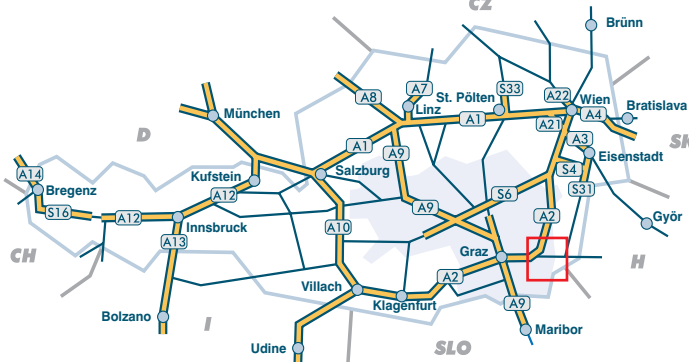 CZ
Brünn
A8
A7
Linz
St. Pölten
S33
A22
Wien
A1
A21
A4
Bratislava
D
München
A1
A9
A3
SK
Eisenstadt
A14
Kufstein
Salzburg
S4
Bregenz
A12
S6
S31
S16
A12
Innsbruck
A9
A2
Győr
A10
A13
CH
Graz
H
A2
Villach
Klagenfurt
A9
Bolzano
I
Maribor
Udine
SLO